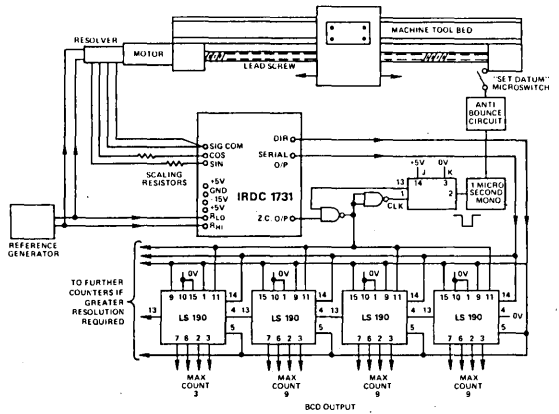 RESOLVER
MOTOR
MACHINE TOOL BED
LEAD SCREW
"SET DATUM"
MICROSWITCH
ANTI
BOUNCE
CIRCUIT
SIG COM
COS
SIN
SCALING
RESISTORS
+5V
GND
-15V
+5V
RLO
RHI
IRDC 1731
DIR
SERIAL
O/P
Z.C. O/P
+5V
0V
J
K
13
14
3
1
2
CLK
1 MICRO
SECOND
MONO
REFERENCE
GENERATOR
TO FURTHER
COUNTERS IF
GREATER
RESOLUTION
REQUIRED
0V
0V
0V
0V
9 10 15 1 11
15 10 1 9 11
15 10 1 9 11
15 10 1 9 11
14
14
14
14
13
LS 190
4
13
LS 190
4
13
LS 190
4
13
LS 190
4
0V
5
5
5
5
7 6 2 3
7 6 2 3
7 6 2 3
7 6 2 3
MAX
COUNT
3
MAX
COUNT
9
MAX
COUNT
9
MAX
COUNT
9
BCD OUTPUT